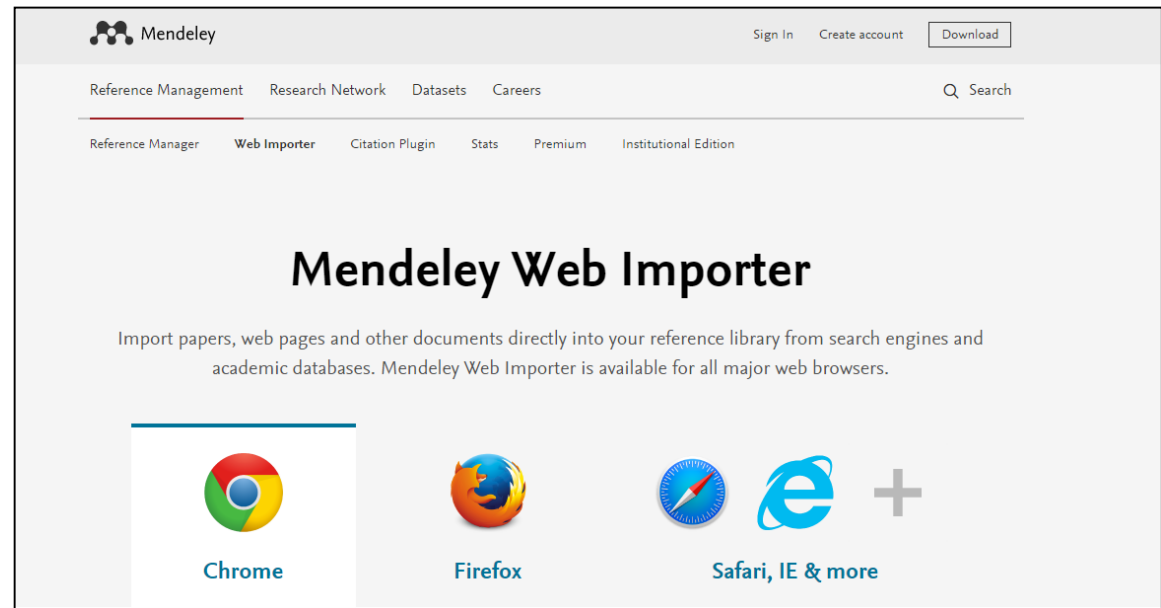 Mendeley
Sign In Create account Download
Reference Management Research Network Datasets Careers Search
Reference Manager Web Importer Citation Plugin Stats Premium Institutional Edition
Mendeley Web Importer
Import papers, web pages and other documents directly into your reference library from search engines and
academic databases. Mendeley Web Importer is available for all major web browsers.
Chrome Firefox Safari, IE & more